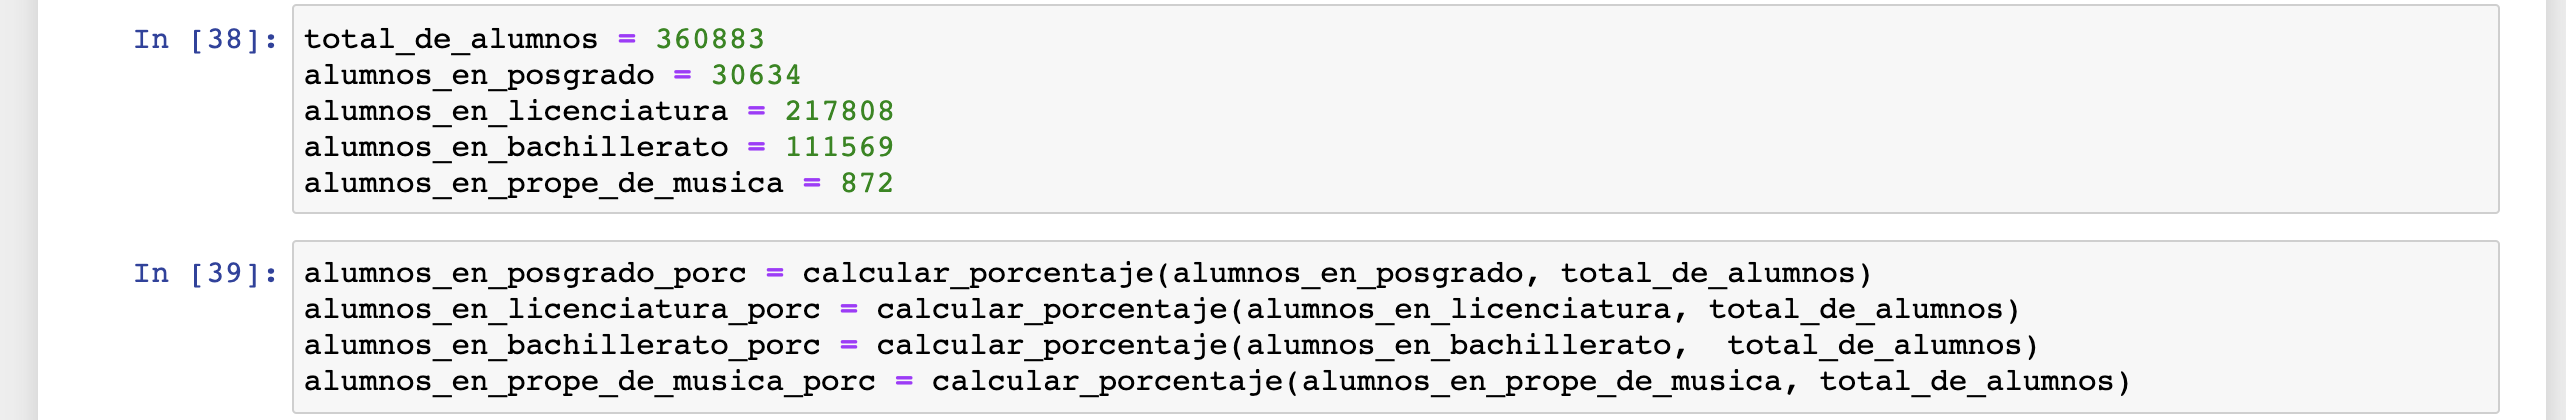 In [38]: total_de_alumnos = 360883
alumnos_en_posgrado = 30634
alumnos_en_licenciatura = 217808
alumnos_en_bachillerato = 111569
alumnos_en_prope_de_musica = 872
In [39]: alumnos_en_posgrado_porc = calcular_porcentaje(alumnos_en_posgrado, total_de_alumnos)
alumnos_en_licenciatura_porc = calcular_porcentaje(alumnos_en_licenciatura, total_de_alumnos)
alumnos_en_bachillerato_porc = calcular_porcentaje(alumnos_en_bachillerato,  total_de_alumnos)
alumnos_en_prope_de_musica_porc = calcular_porcentaje(alumnos_en_prope_de_musica, total_de_alumnos)